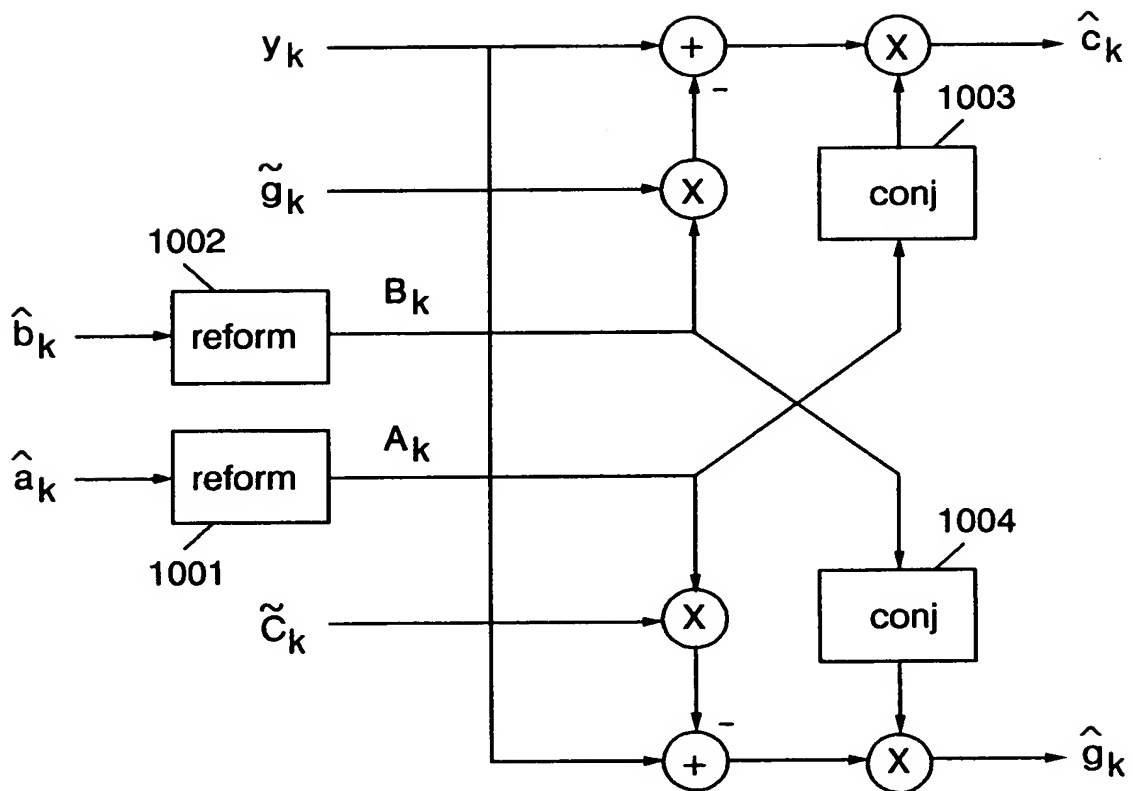 y_k
+
X
ĉ_k
-
1003
conj
g̃_k
X
1002
b̂_k
reform
B_k
â_k
reform
A_k
1001
1004
conj
C̃_k
X
-
+
X
ĝ_k